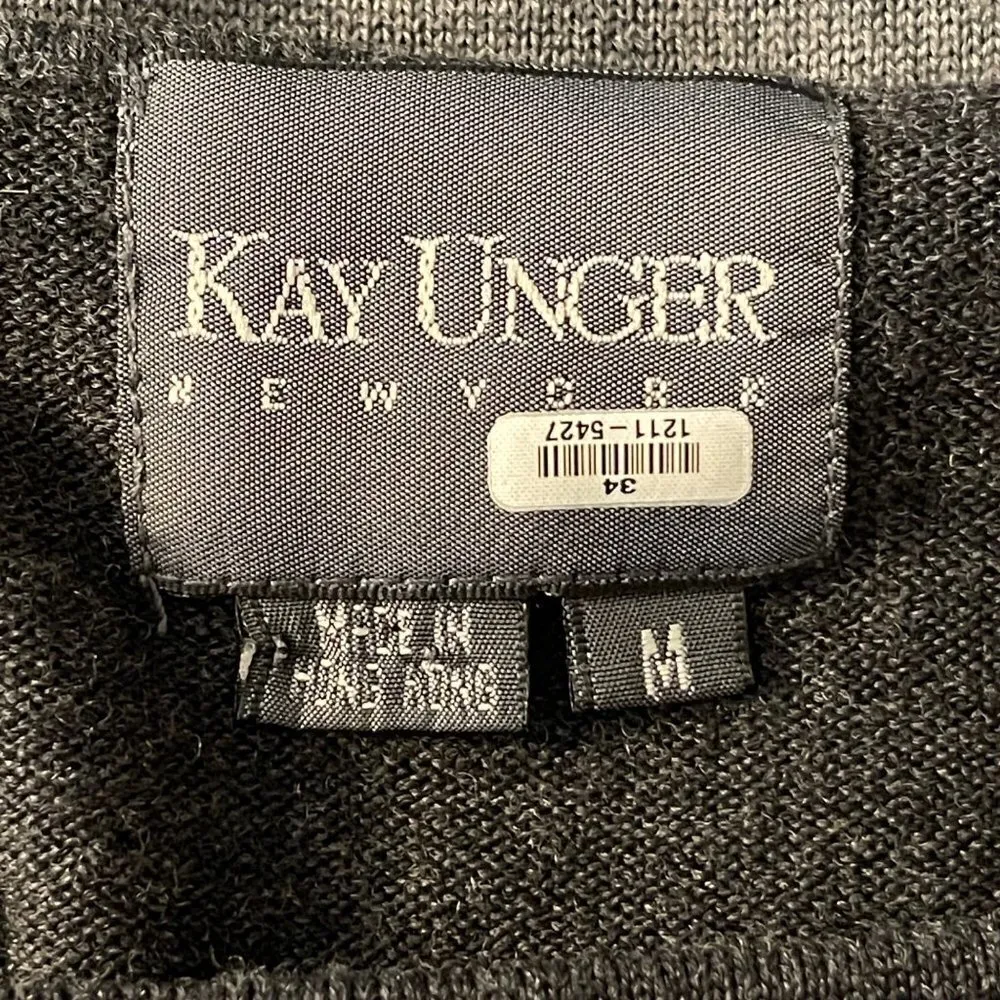 KAY UNGER
NEW YORK
34
1211-5427
MADE IN
HONG KONG
M